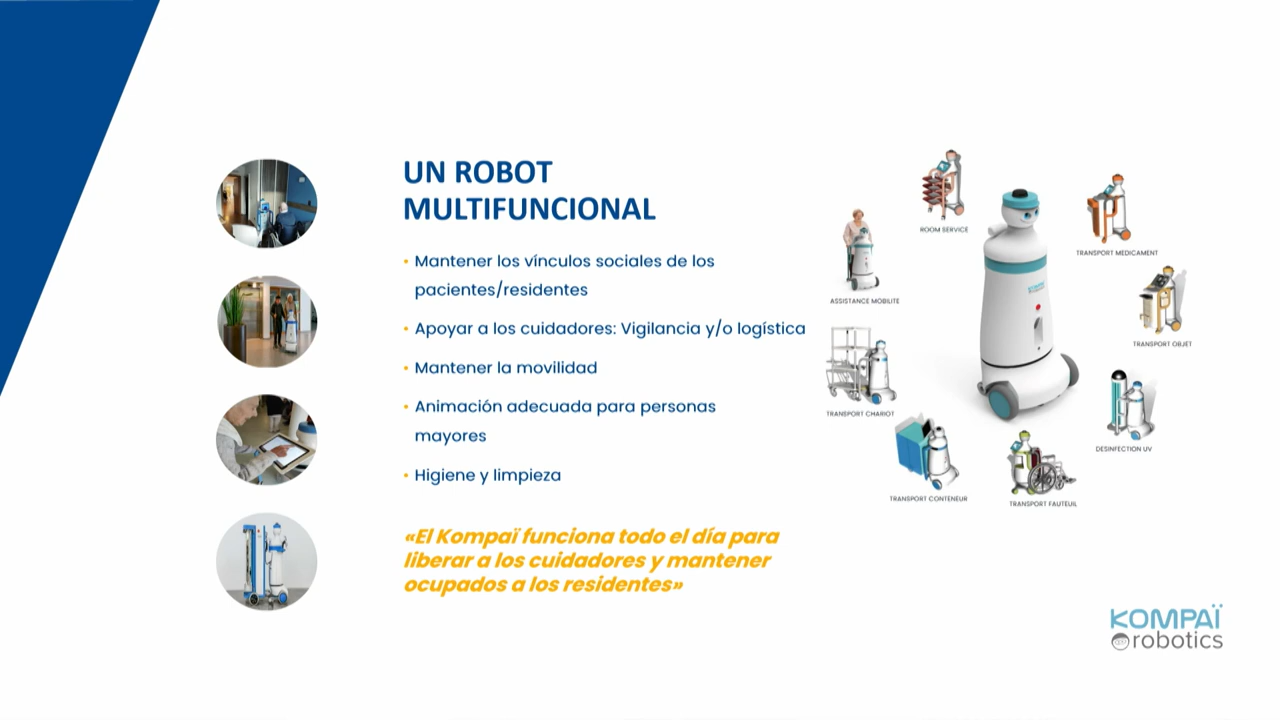 UN ROBOT
MULTIFUNCIONAL
• Mantener los vínculos sociales de los
pacientes/residentes
• Apoyar a los cuidadores: Vigilancia y/o logística
• Mantener la movilidad
• Animación adecuada para personas
mayores
• Higiene y limpieza
«El Kompaï funciona todo el día para
liberar a los cuidadores y mantener
ocupados a los residentes»
ROOM SERVICE
TRANSPORT MEDICAMENT
ASSISTANCE MOBILITE
TRANSPORT OBJET
TRANSPORT CHARIOT
DESINFECTION UV
TRANSPORT CONTENEUR
TRANSPORT FAUTEUIL
KOMPAÏ
robotics